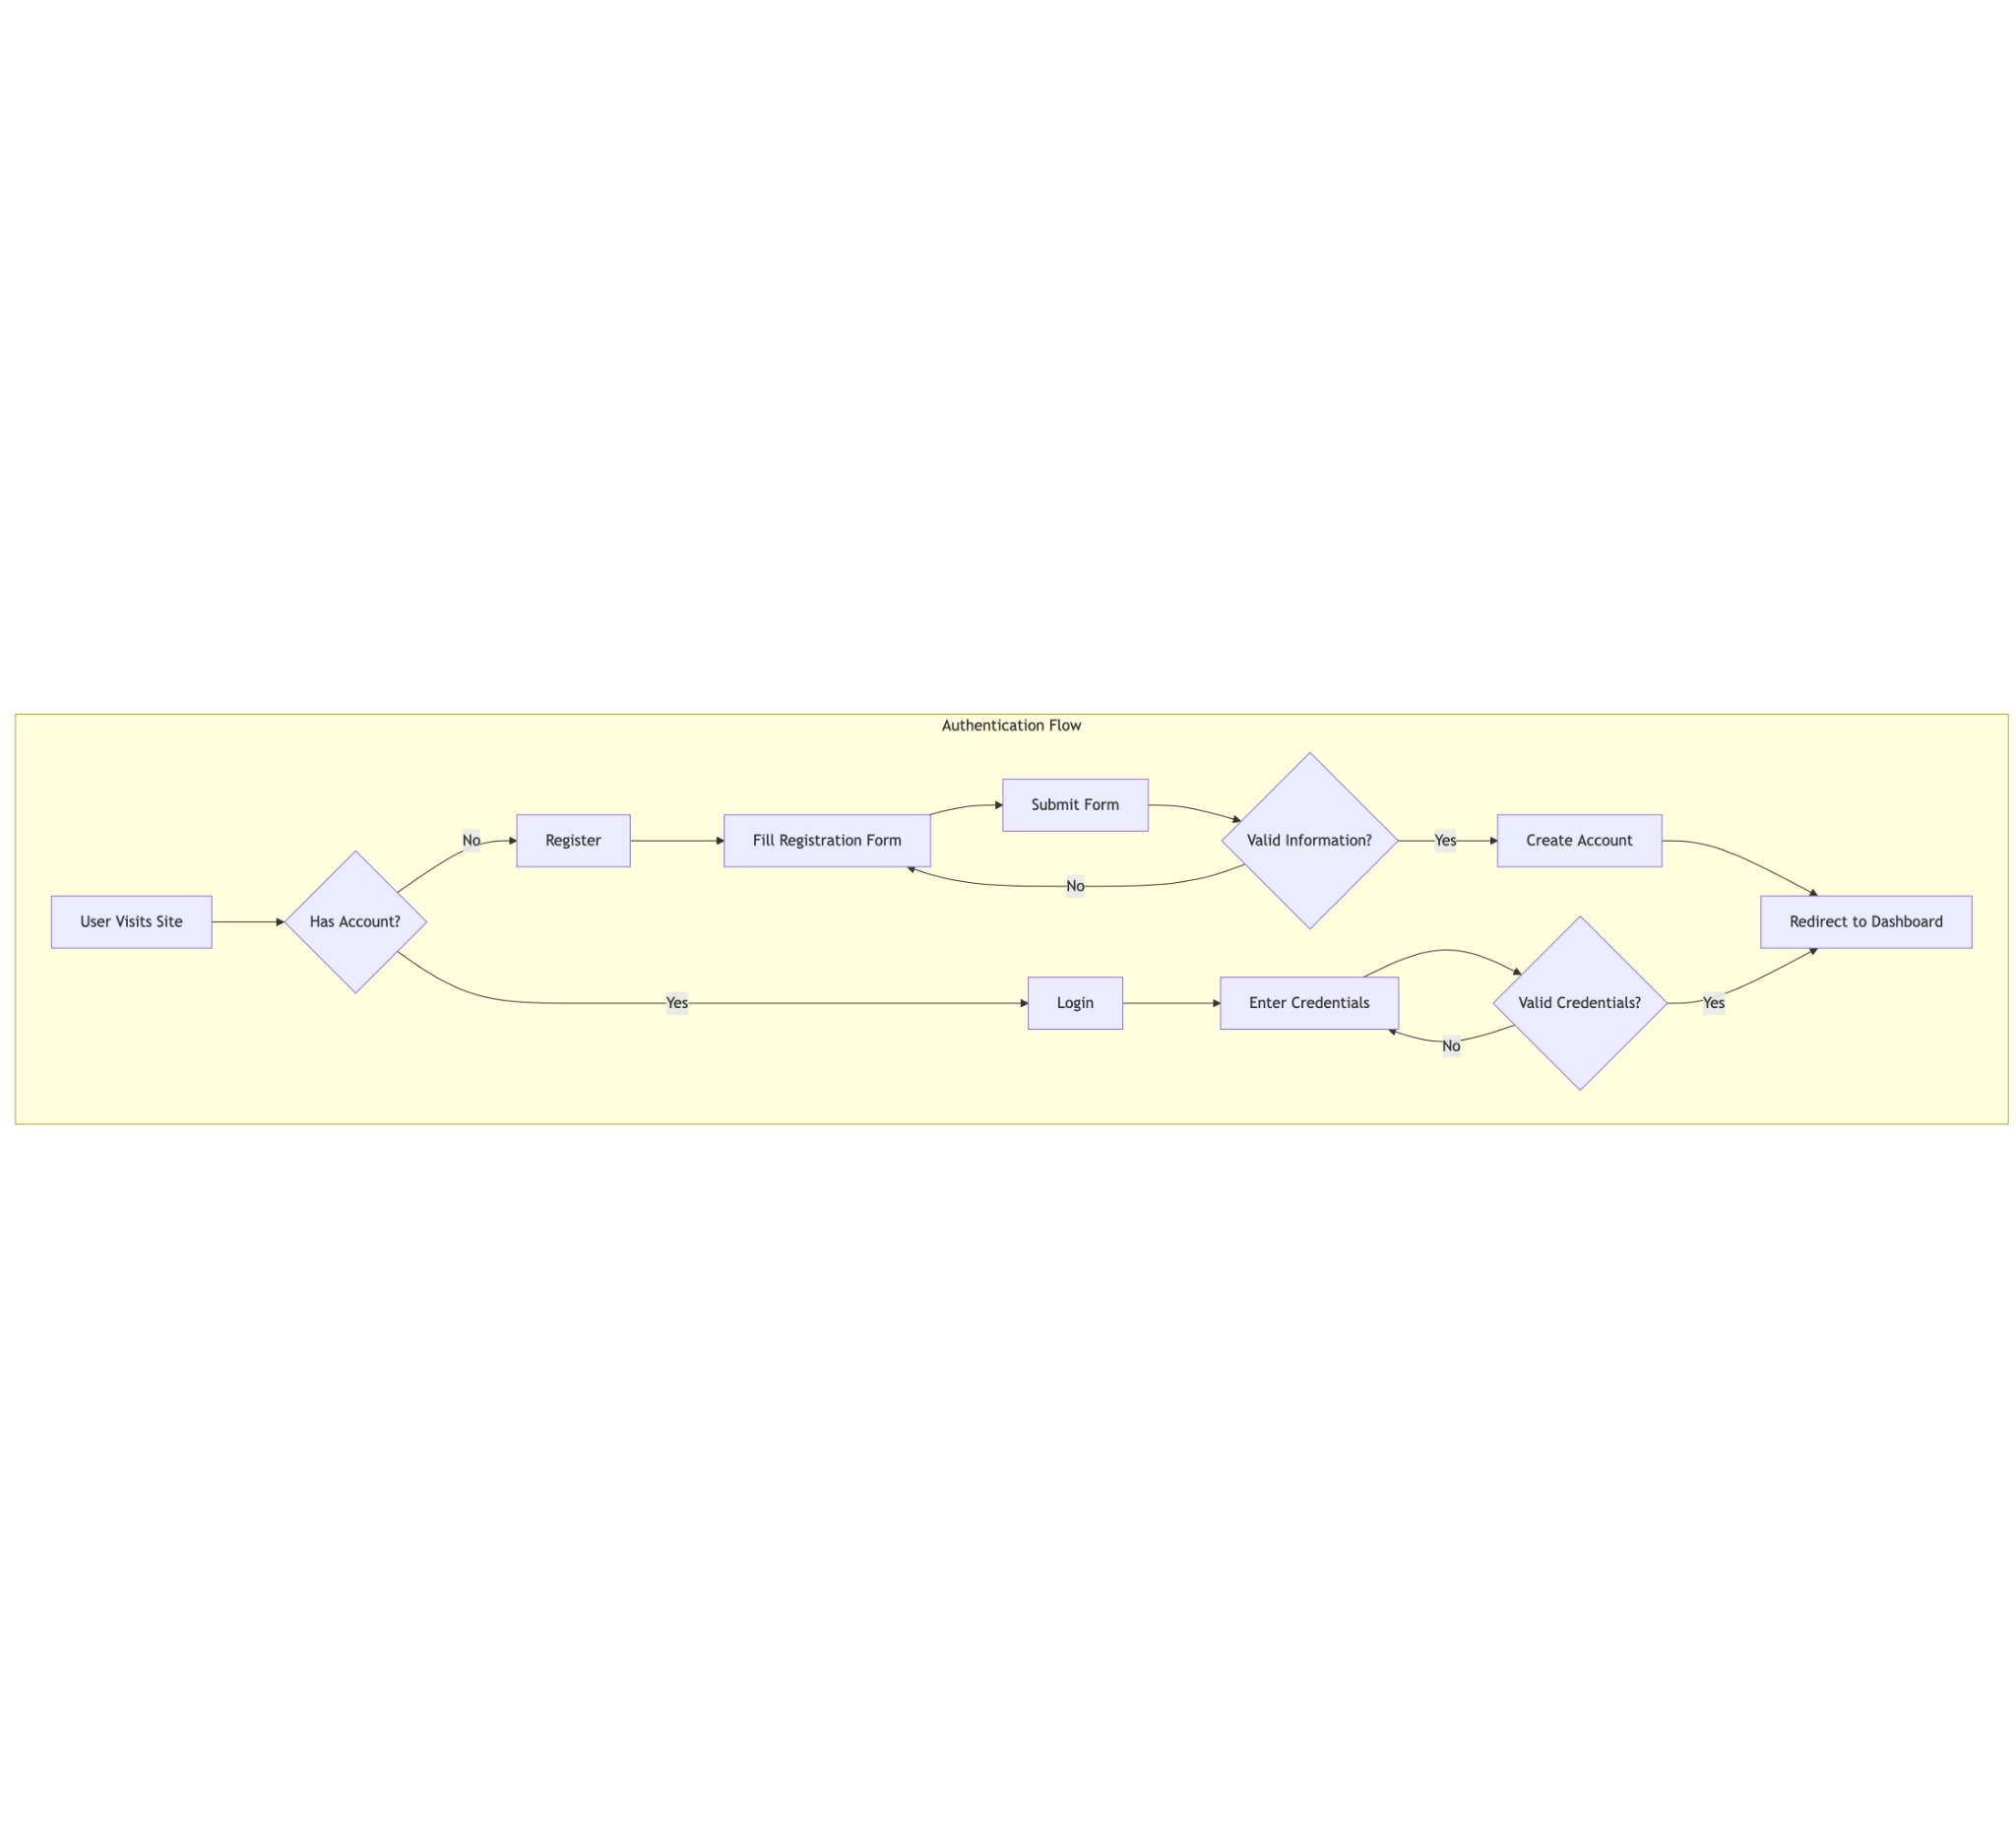 Authentication Flow
User Visits Site
Has Account?
No
Register
Fill Registration Form
Submit Form
Valid Information?
No
Yes
Create Account
Yes
Login
Enter Credentials
Valid Credentials?
No
Yes
Redirect to Dashboard